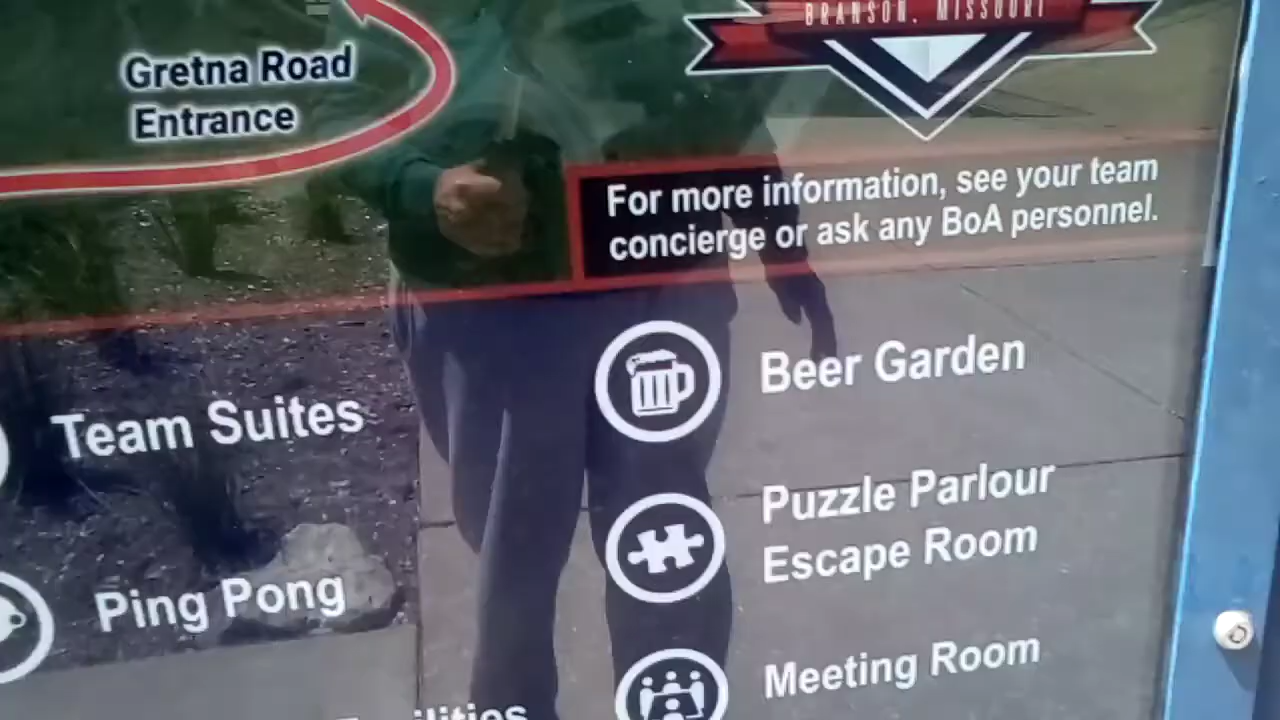 BRANSON, MISSOURI
Gretna Road
Entrance
For more information, see your team
concierge or ask any BoA personnel.
Team Suites
Ping Pong
Beer Garden
Puzzle Parlour
Escape Room
Meeting Room